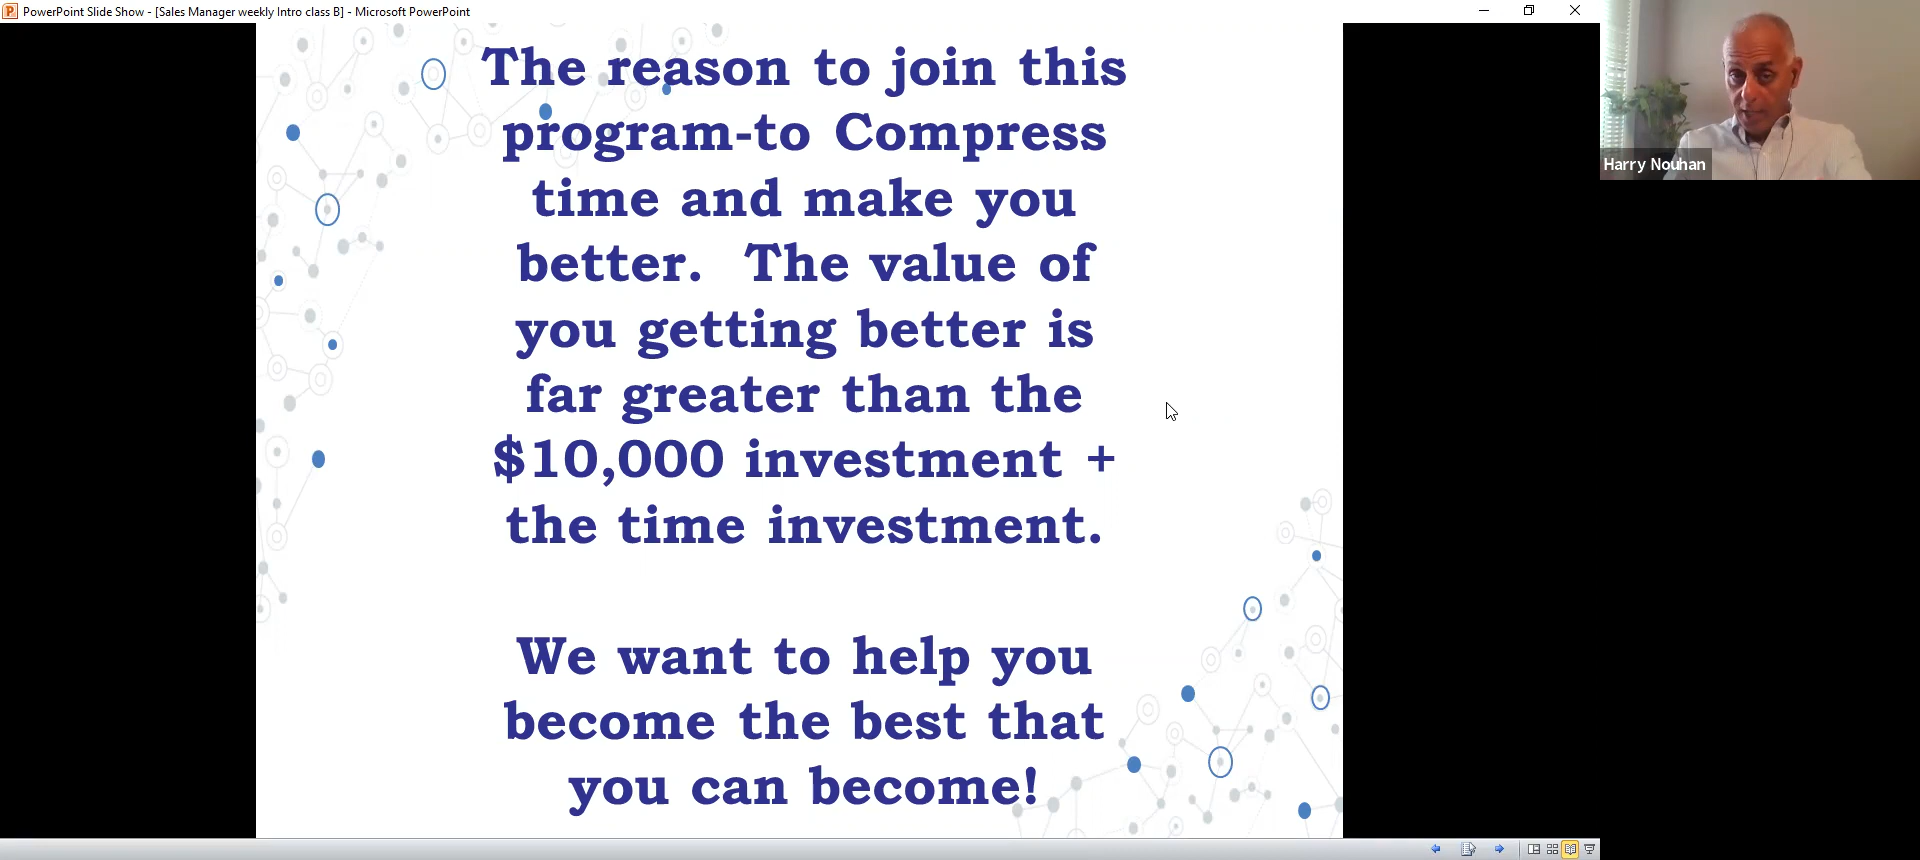 PowerPoint Slide Show - [Sales Manager weekly Intro class B] - Microsoft PowerPoint
The reason to join this
program-to Compress
time and make you
better.  The value of
you getting better is
far greater than the
$10,000 investment +
the time investment.
We want to help you
become the best that
you can become!
Harry Nouhan